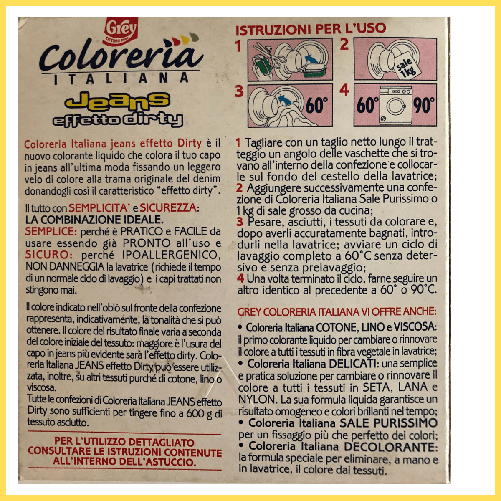 Grey
Coloreria
ITALIANA
Jeans
effetto dirty
Coloreria Italiana jeans effetto Dirty è il
nuovo colorante liquido che colora il tuo capo
in jeans all'ultima moda fissando un leggero
velo di colore alla trama originale del denim
donandogli così il caratteristico "effetto dirty".
Il tutto con SEMPLICITA' e SICUREZZA:
LA COMBINAZIONE IDEALE.
SEMPLICE: perché è PRATICO e FACILE da
usare essendo già PRONTO all'uso e
SICURO: perché IPOALLERGENICO,
NON DANNEGGIA la lavatrice (richiede il tempo
di un normale ciclo di lavaggio) e i capi trattati non
stingono mai.
Il colore indicato nell'oblò sul fronte della confezione
rappresenta, indicativamente, la tonalità che si può
ottenere. Il colore del risultato finale varia a seconda
del colore iniziale del tessuto: maggiore è l'usura del
capo in jeans più evidente sarà l'effetto dirty. Colo-
reria Italiana JEANS effetto Dirty può essere utiliz-
zata, inoltre, su altri tessuti purché di cotone, lino o
viscosa.
Tutte le confezioni di Coloreria Italiana JEANS effetto
Dirty sono sufficienti per tingere fino a 600 g di
tessuto asciutto.
PER L'UTILIZZO DETTAGLIATO
CONSULTARE LE ISTRUZIONI CONTENUTE
ALL'INTERNO DELL'ASTUCCIO.
ISTRUZIONI PER L'USO
1
2
sale
1kg
3
60°
4
60°
90°
1 Tagliare con un taglio netto lungo il trat-
teggio un angolo delle vaschette che si tro-
vano all'interno della confezione e collocar-
le sul fondo del cestello della lavatrice;
2 Aggiungere successivamente una confe-
zione di Coloreria Italiana Sale Purissimo o
1 kg di sale grosso da cucina;
3 Pesare, asciutti, i tessuti da colorare e,
dopo averli accuratamente bagnati, intro-
durli nella lavatrice; avviare un ciclo di
lavaggio completo a 60°C senza deter-
sivo e senza prelavaggio;
4 Una volta terminato il ciclo, farne seguire un
altro identico al precedente a 60° o 90°C.
GREY COLORERIA ITALIANA VI OFFRE ANCHE:
• Coloreria Italiana COTONE, LINO e VISCOSA:
il primo colorante liquido per cambiare o rinnovare
il colore a tutti i tessuti in fibra vegetale in lavatrice;
• Coloreria Italiana DELICATI: una semplice
e pratica soluzione per cambiare o rinnovare il
colore a tutti i tessuti in SETA, LANA e
NYLON. La sua formula liquida garantisce un
risultato omogeneo e colori brillanti nel tempo;
• Coloreria Italiana SALE PURISSIMO
per un fissaggio più che perfetto dei colori;
• Coloreria Italiana DECOLORANTE:
la formula speciale per eliminare, a mano e
in lavatrice, il colore dai tessuti.